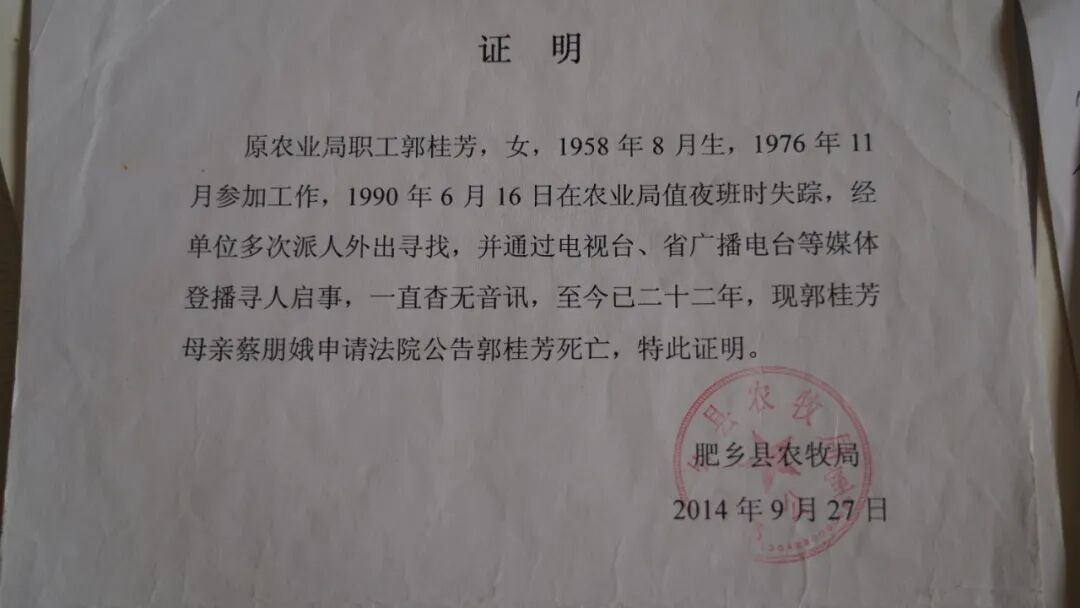 证 明
原农业局职工郭桂芳，女，1958 年 8 月生，1976 年 11
月参加工作，1990 年 6 月 16 日在农业局值夜班时失踪，经
单位多次派人外出寻找，并通过电视台、省广播电台等媒体
登播寻人启事，一直杳无音讯，至今已二十二年，现郭桂芳
母亲蔡朋娥申请法院公告郭桂芳死亡，特此证明。
县农牧局
肥乡县农牧局
2014 年 9 月 27 日